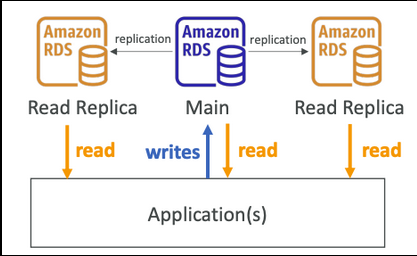 Amazon
RDS
replication
Amazon
RDS
replication
Amazon
RDS
Read Replica
Main
Read Replica
read
writes
read
read
Application(s)